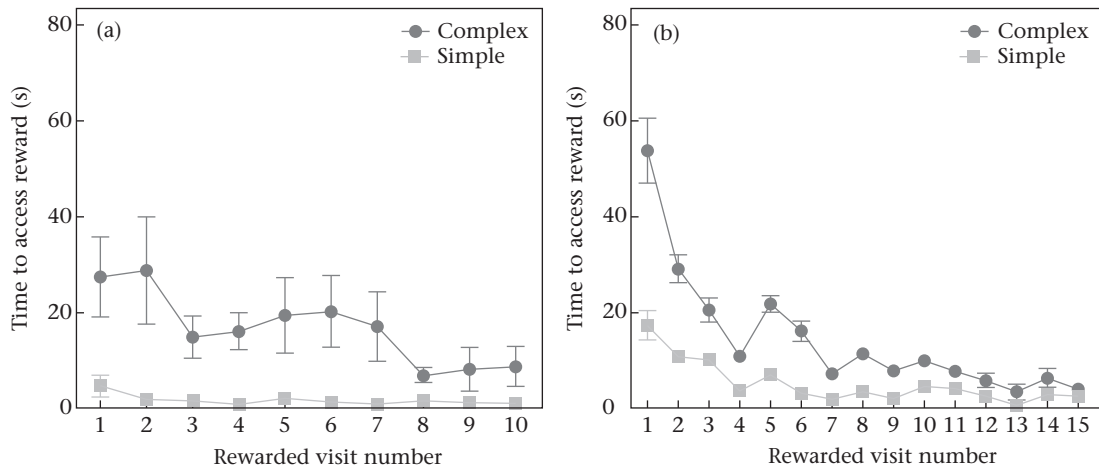 (a)
Complex
Simple
80
60
40
20
0
Time to access reward (s)
1 2 3 4 5 6 7 8 9 10
Rewarded visit number
(b)
Complex
Simple
80
60
40
20
0
Time to access reward (s)
1 2 3 4 5 6 7 8 9 10 11 12 13 14 15
Rewarded visit number